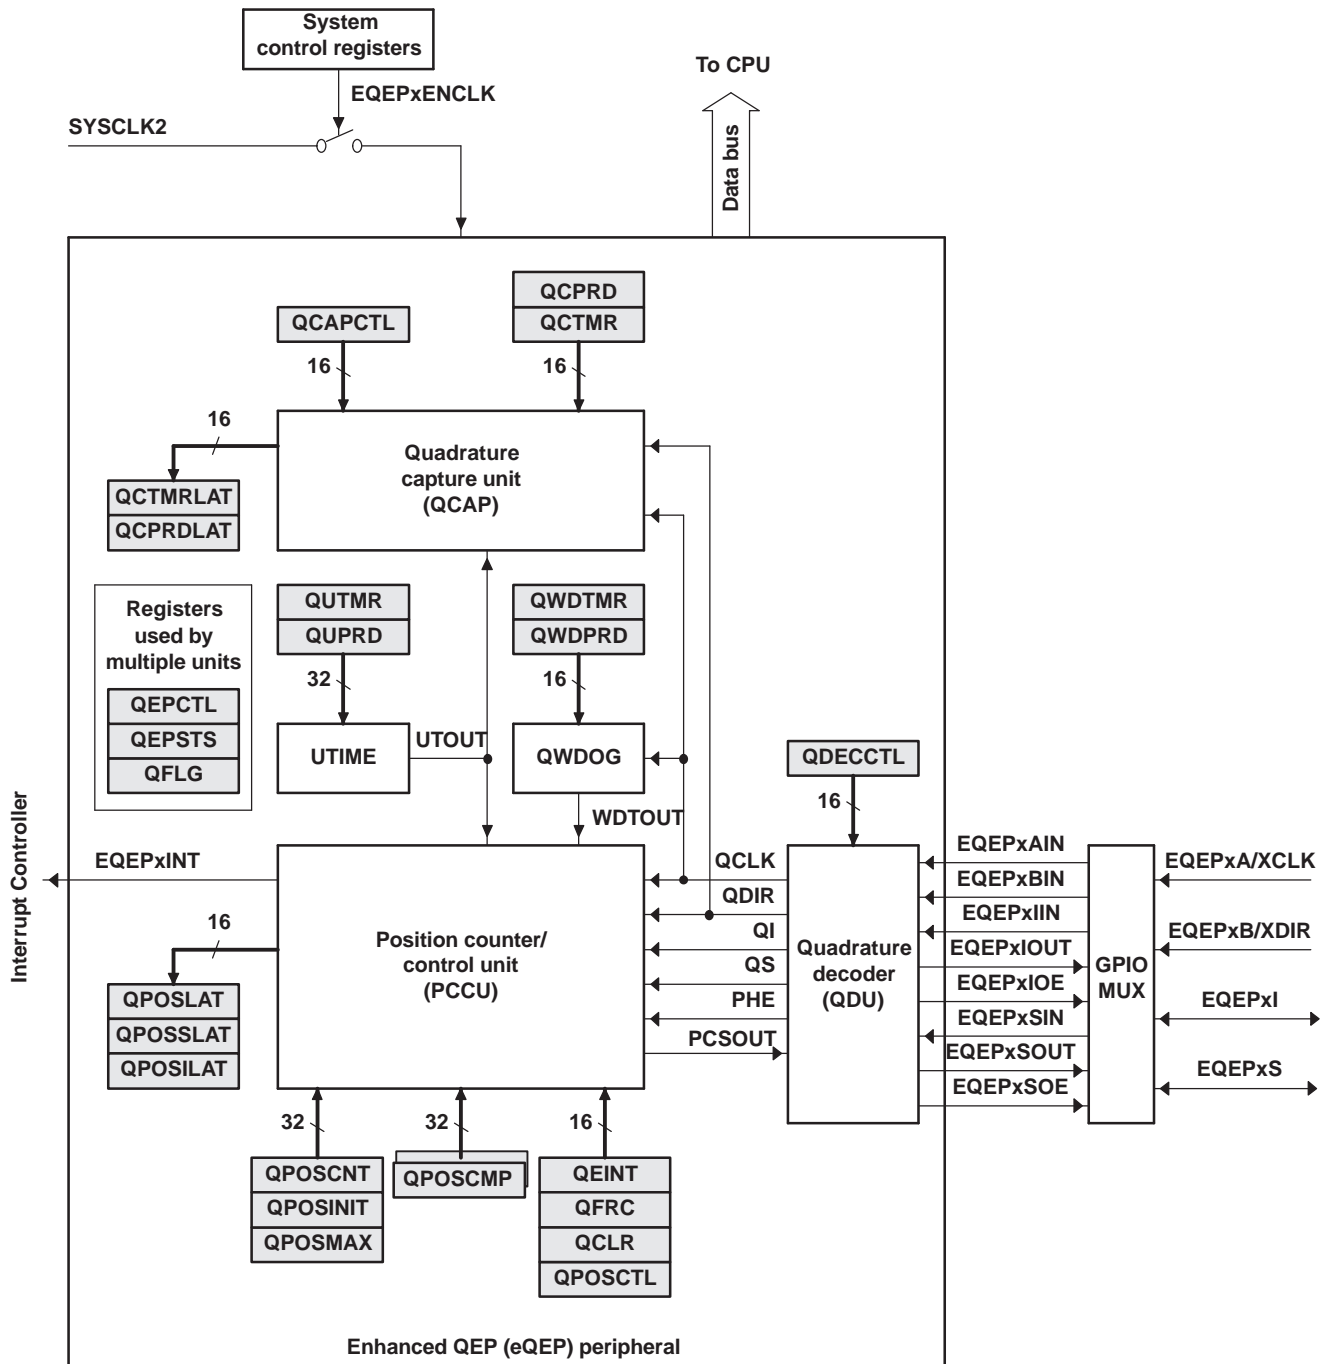 System
control registers
To CPU
EQEPxENCLK
SYSCLK2
Data bus
QCPRD
QCAPCTL
QCTMR
16
16
16
Quadrature
capture unit
(QCAP)
QCTMRLAT
QCPRDLAT
Registers
used by
multiple units
QEPCTL
QEPSTS
QFLG
QUTMR
QUPRD
QWDTMR
QWDPRD
32
16
UTIME
UTOUT
QWDOG
QDECCTL
WDTOUT
16
Interrupt Controller
EQEPxINT
16
Position counter/
control unit
(PCCU)
QCLK
QDIR
QI
QS
PHE
PCSOUT
Quadrature
decoder
(QDU)
EQEPxAIN
EQEPxBIN
EQEPxIIN
EQEPxIOUT
EQEPxIOE
EQEPxSIN
EQEPxSOUT
EQEPxSOE
GPIO
MUX
EQEPxA/XCLK
EQEPxB/XDIR
EQEPxI
EQEPxS
QPOSLAT
QPOSSLAT
QPOSILAT
32
32
16
QPOSCNT
QPOSINIT
QPOSMAX
QPOSCMP
QEINT
QFRC
QCLR
QPOSCTL
Enhanced QEP (eQEP) peripheral